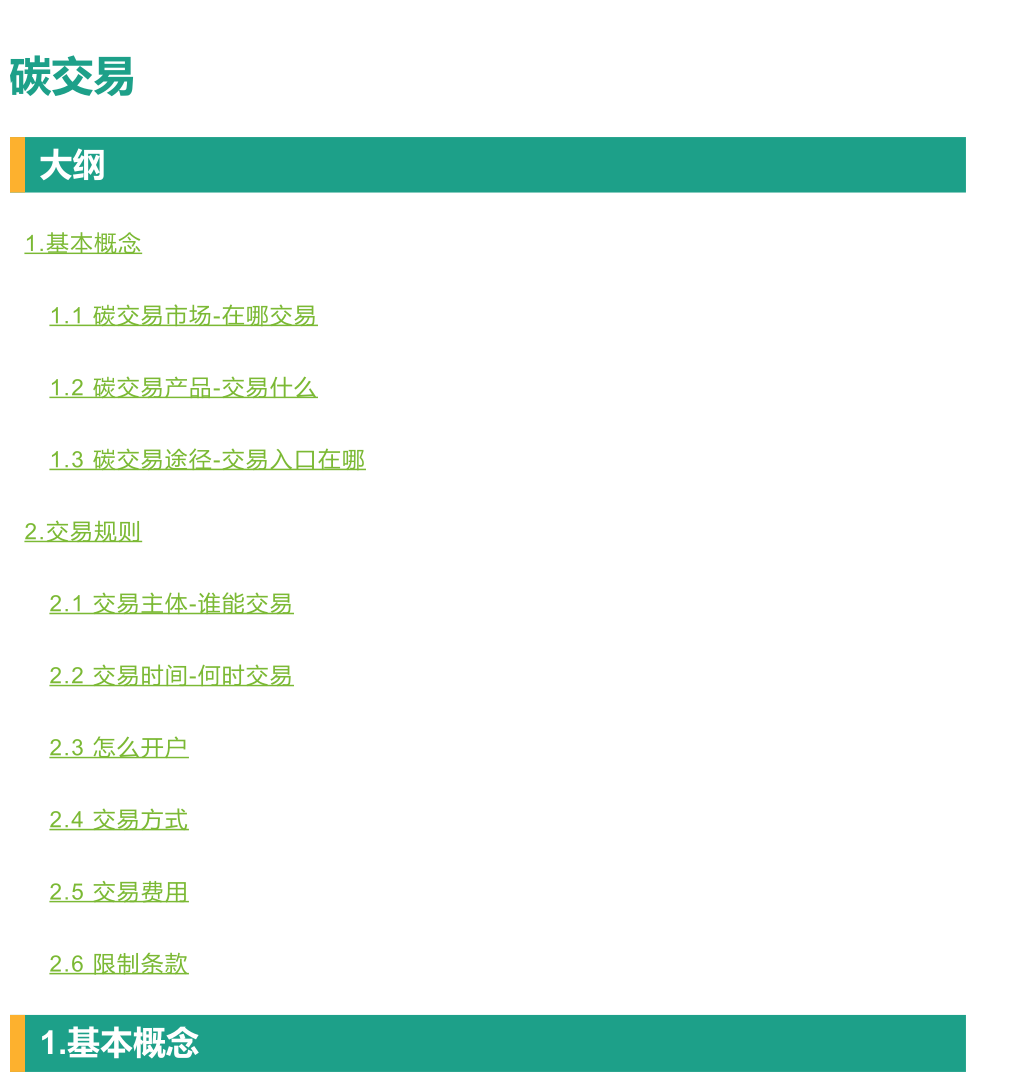 碳交易
大纲
1.基本概念
1.1 碳交易市场-在哪交易
1.2 碳交易产品-交易什么
1.3 碳交易途径-交易入口在哪
2.交易规则
2.1 交易主体-谁能交易
2.2 交易时间-何时交易
2.3 怎么开户
2.4 交易方式
2.5 交易费用
2.6 限制条款
1.基本概念